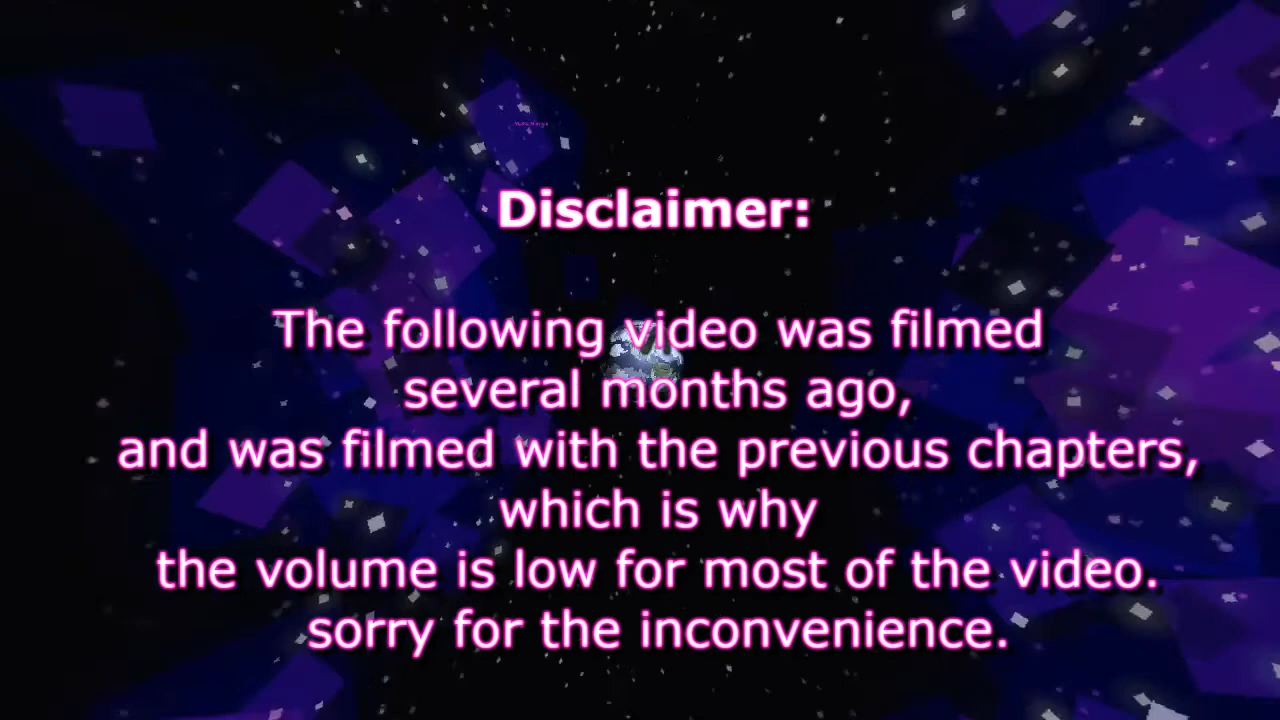 Disclaimer:
The following video was filmed
several months ago,
and was filmed with the previous chapters,
which is why
the volume is low for most of the video.
sorry for the inconvenience.